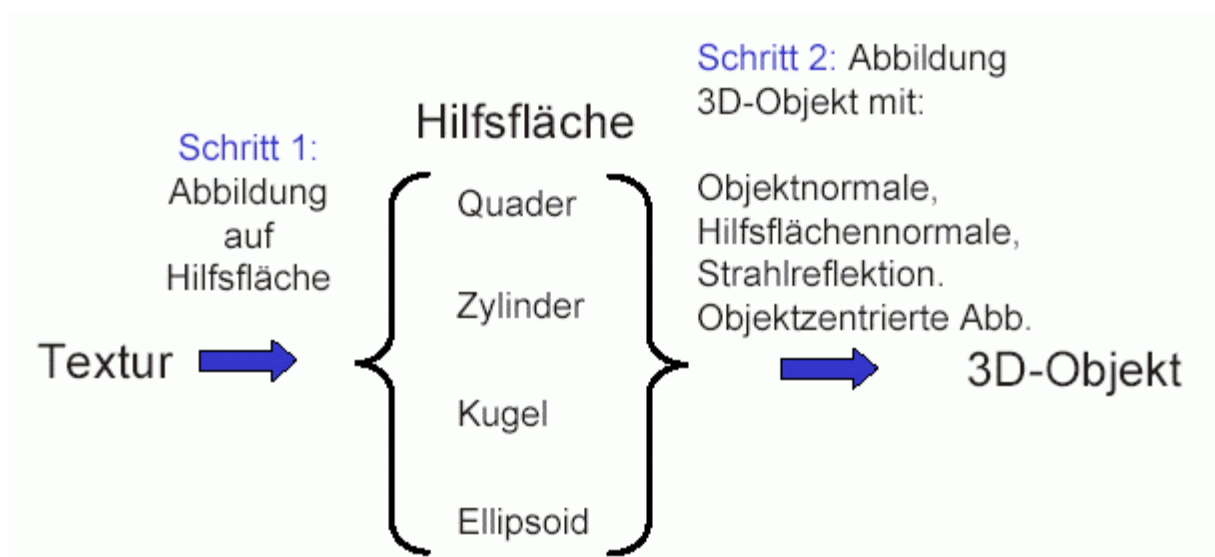 Schritt 1:
Abbildung
auf
Hilfsfläche
Textur
Hilfsfläche
Quader
Zylinder
Kugel
Ellipsoid
Schritt 2: Abbildung
3D-Objekt mit:
Objektnormale,
Hilfsflächennormale,
Strahlreflektion.
Objektzentrierte Abb.
3D-Objekt